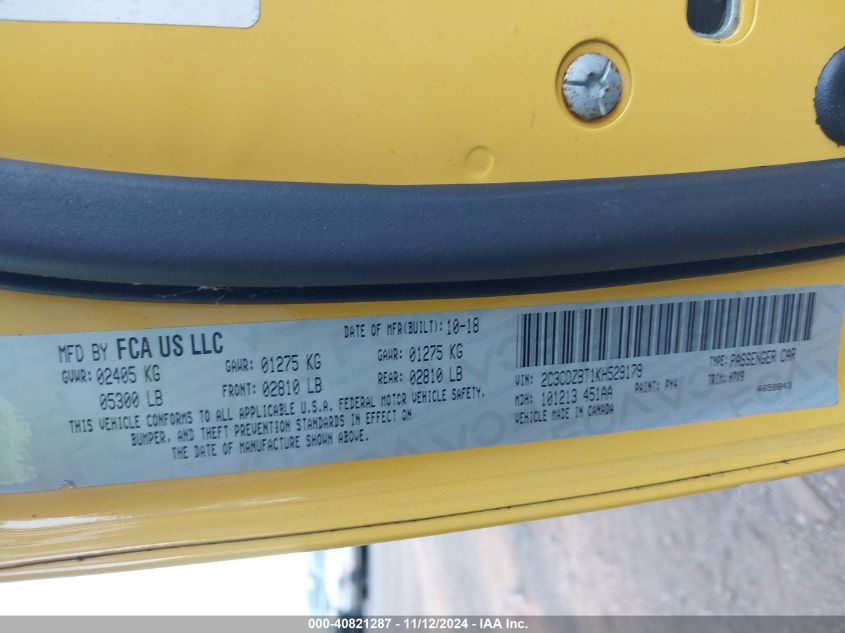 MFD BY FCA US LLC
DATE OF MFR(BUILT): 10-18
GVWR: 02405 KG
GAWR: 01275 KG
GAWR: 01275 KG
05300 LB
FRONT: 02810 LB
REAR: 02810 LB
THIS VEHICLE CONFORMS TO ALL APPLICABLE U.S.A. FEDERAL MOTOR VEHICLE SAFETY,
BUMPER, AND THEFT PREVENTION STANDARDS IN EFFECT ON
THE DATE OF MANUFACTURE SHOWN ABOVE.
VIN: 2C3CDZBT1KH529179
TYPE: PASSENGER CAR
MDH: 101213 451AA
PAINT: PY4
TRIM: H7X9
VEHICLE MADE IN CANADA
4658843
000-40821287 - 11/12/2024 - IAA Inc.